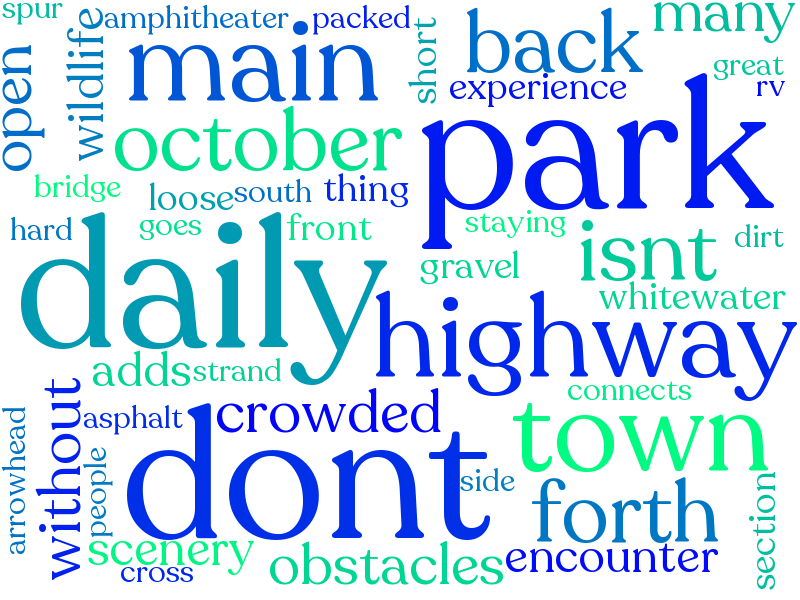 spur
amphitheater
packed
short
many
open
wildlife
main
back
great
experience
rv
october
park
bridge
loose
south
thing
hard
goes
front
staying
isnt
dirt
gravel
daily
whitewater
highway
adds
strand
connects
without
asphalt
crowded
town
arrowhead
people
dont
side
forth
section
scenery
obstacles
encounter
cross